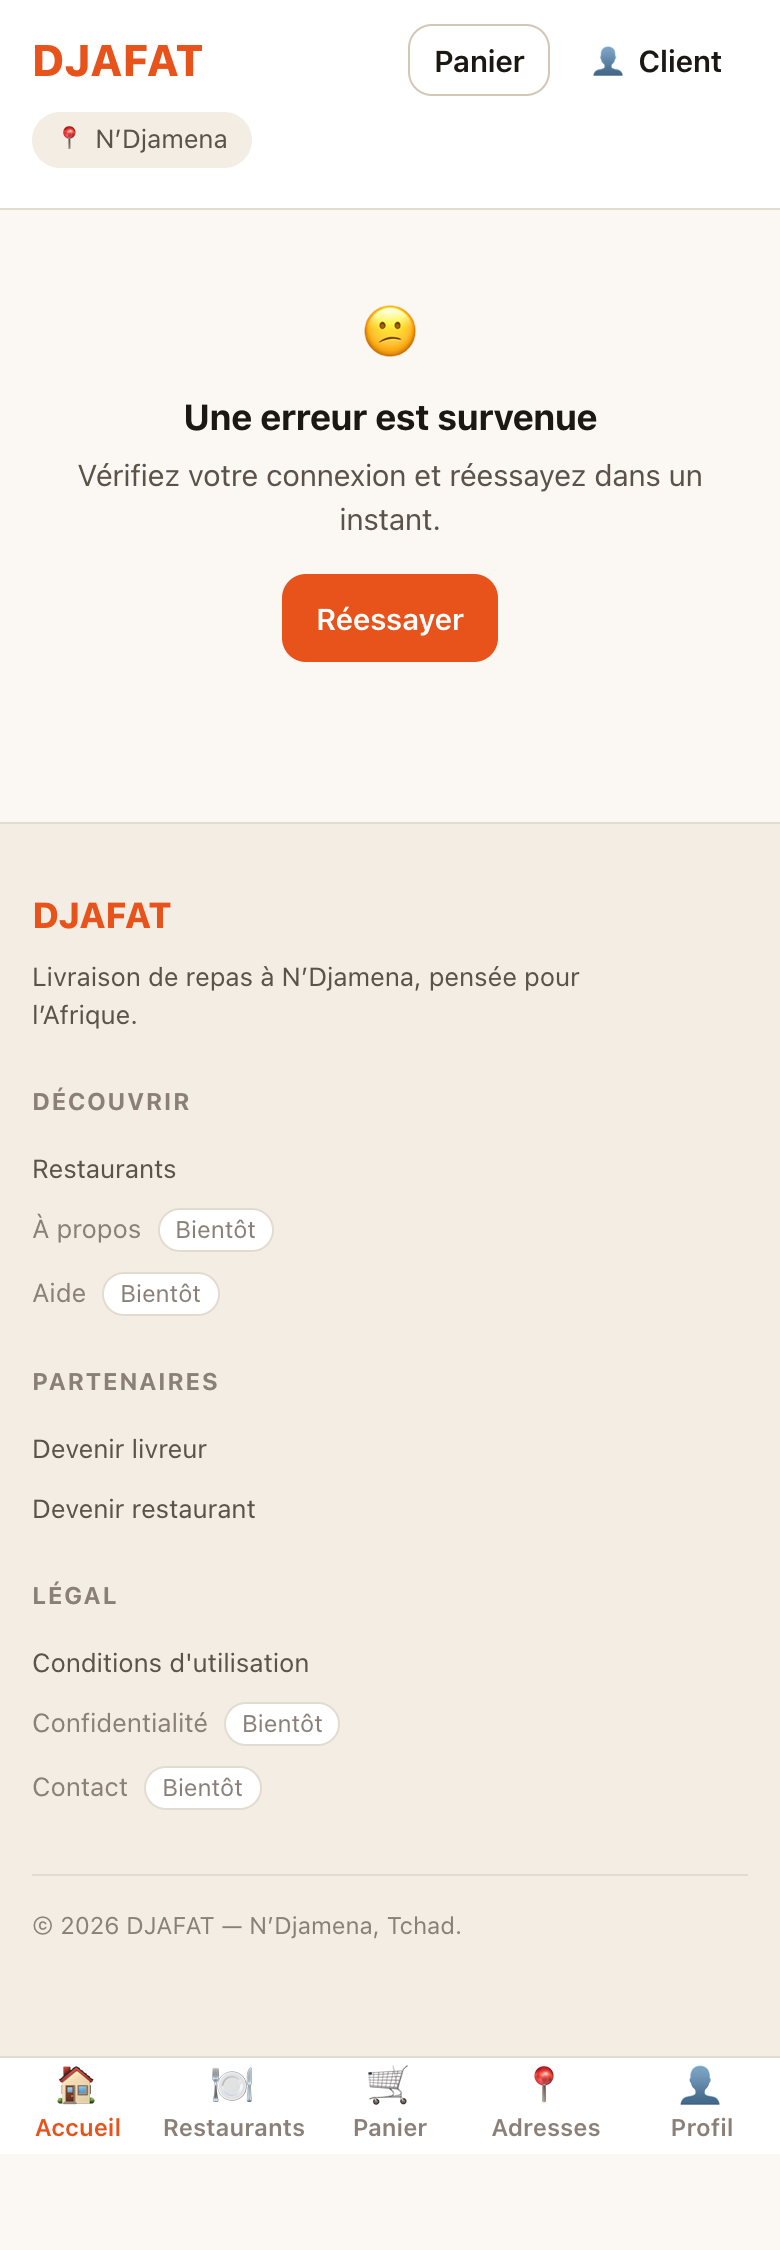 DJAFAT
Panier
Client
N’Djamena
Une erreur est survenue
Vérifiez votre connexion et réessayez dans un
instant.
Réessayer
DJAFAT
Livraison de repas à N’Djamena, pensée pour
l’Afrique.
DÉCOUVRIR
Restaurants
À propos Bientôt
Aide Bientôt
PARTENAIRES
Devenir livreur
Devenir restaurant
LÉGAL
Conditions d'utilisation
Confidentialité Bientôt
Contact Bientôt
© 2026 DJAFAT — N’Djamena, Tchad.
Accueil Restaurants Panier Adresses Profil